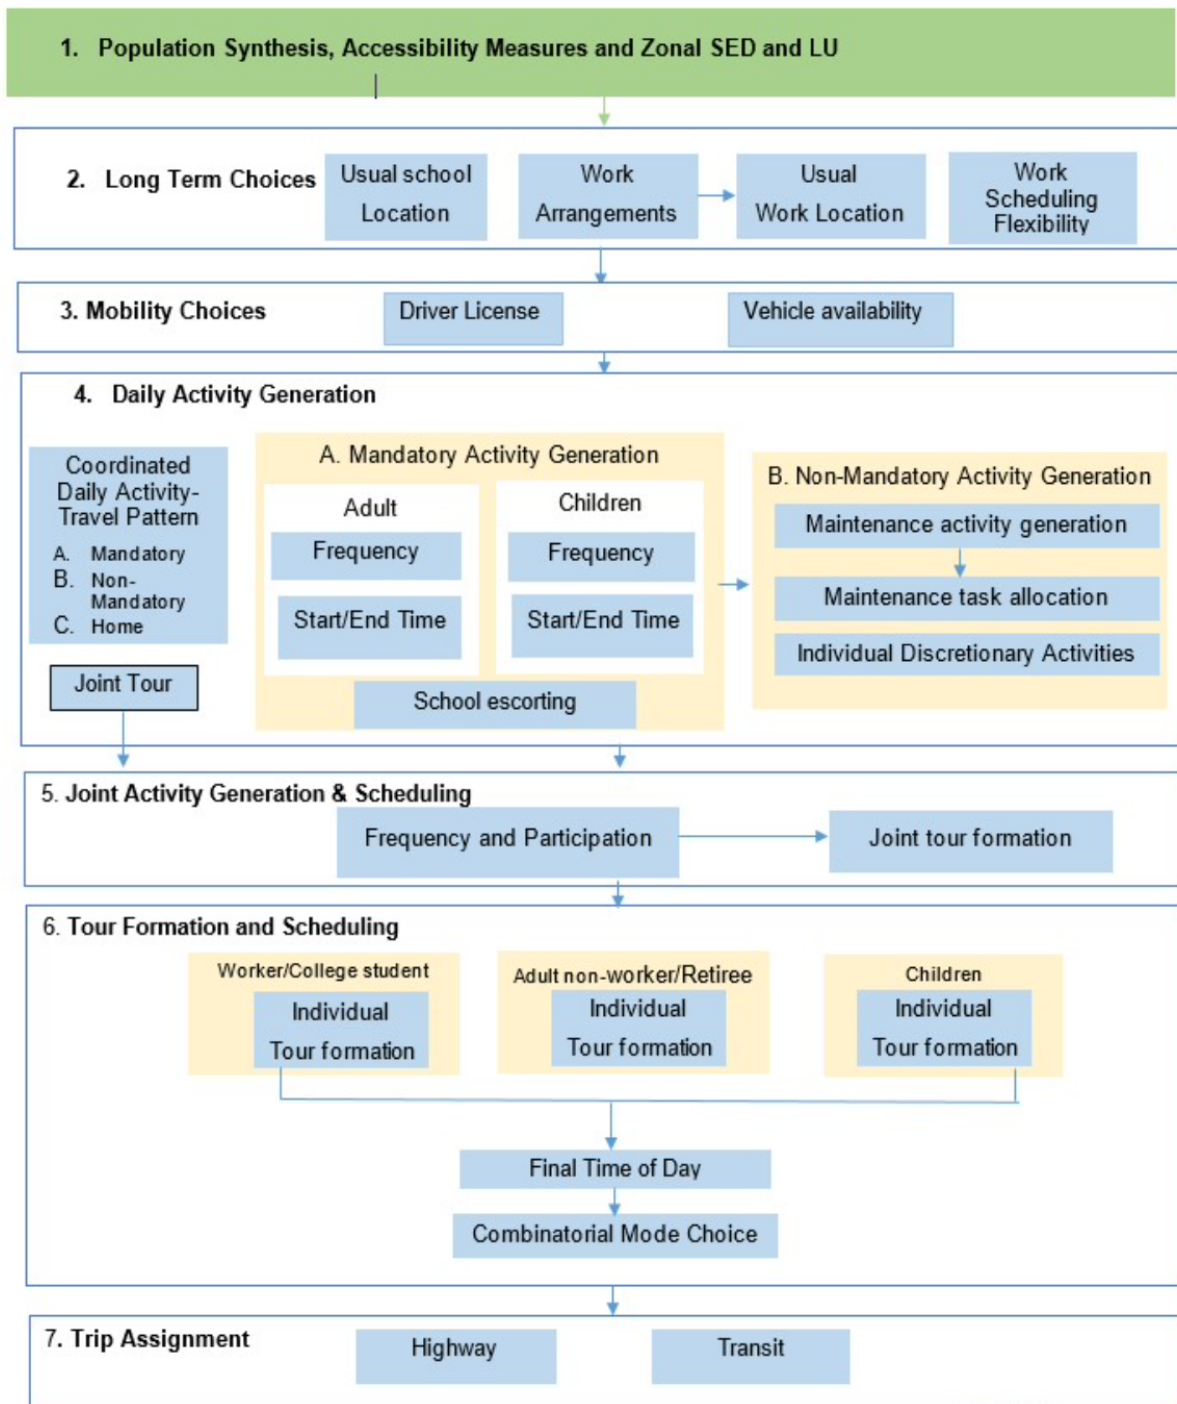 1. Population Synthesis, Accessibility Measures and Zonal SED and LU
2. Long Term Choices
Usual school
Location
Work
Arrangements
Usual
Work Location
Work
Scheduling
Flexibility
3. Mobility Choices
Driver License
Vehicle availability
4. Daily Activity Generation
Coordinated
Daily Activity-
Travel Pattern
A. Mandatory
B. Non-
Mandatory
C. Home
Joint Tour
A. Mandatory Activity Generation
Adult
Frequency
Start/End Time
Children
Frequency
Start/End Time
School escorting
B. Non-Mandatory Activity Generation
Maintenance activity generation
Maintenance task allocation
Individual Discretionary Activities
5. Joint Activity Generation & Scheduling
Frequency and Participation
Joint tour formation
6. Tour Formation and Scheduling
Worker/College student
Individual
Tour formation
Adult non-worker/Retiree
Individual
Tour formation
Children
Individual
Tour formation
Final Time of Day
Combinatorial Mode Choice
7. Trip Assignment
Highway
Transit